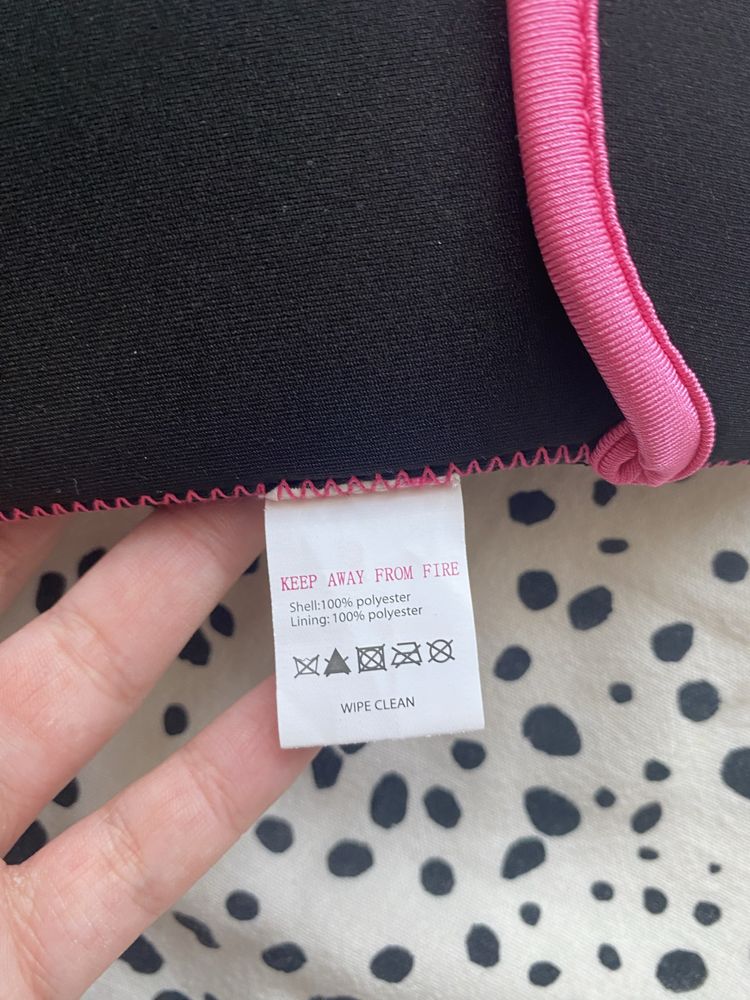 KEEP AWAY FROM FIRE
Shell:100% polyester
Lining: 100% polyester
WIPE CLEAN